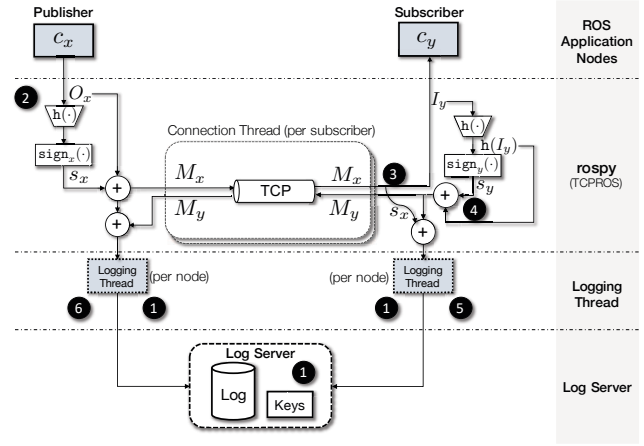 Publisher
Subscriber
ROS
Application
Nodes
c_x
c_y
2
O_x
h(·)
sign_x(·)
s_x
+
+
Connection Thread (per subscriber)
M_x
TCP
M_x
M_y
M_y
3
s_x
I_y
h(·)
h(I_y)
sign_y(·)
s_y
+
4
+
rospy
(TCPROS)
Logging
Thread
(per node)
6
1
(per node)
Logging
Thread
1
5
Logging
Thread
Log Server
1
Log
Keys
Log Server